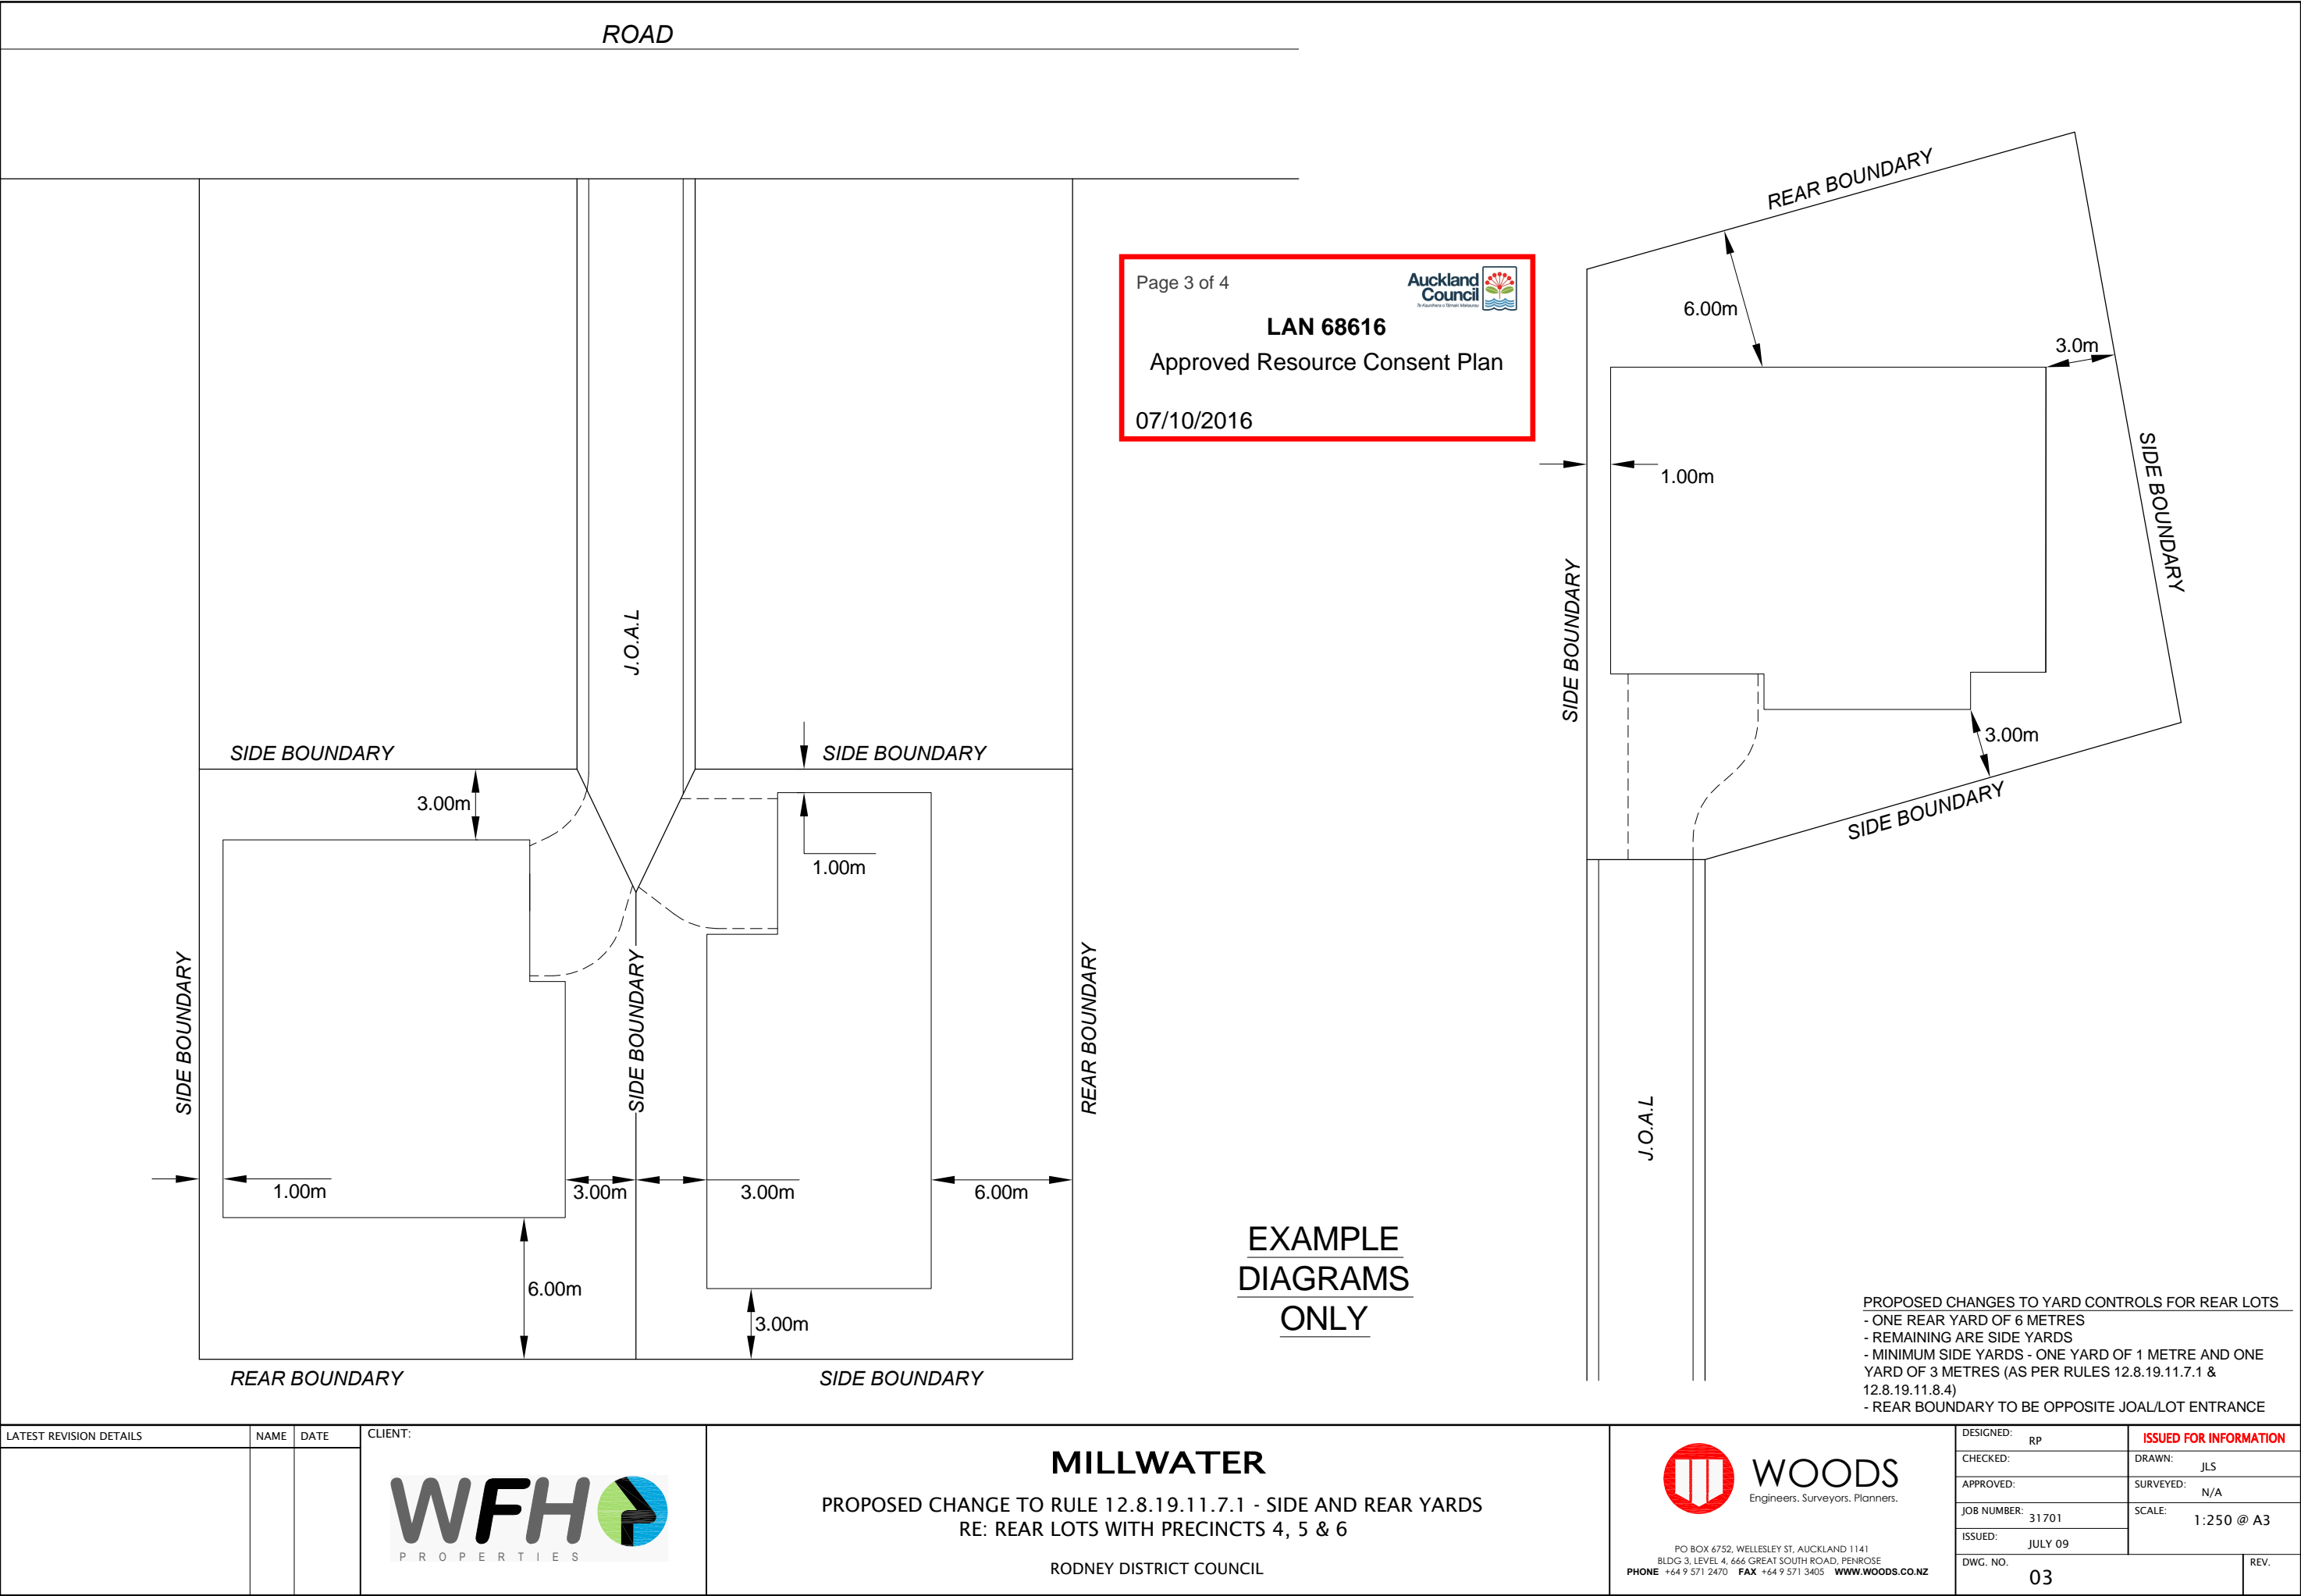 ROAD
REAR BOUNDARY
Page 3 of 4
Auckland
Council
Te Kaunihera o Tāmaki Makaurau
LAN 68616
Approved Resource Consent Plan
07/10/2016
6.00m
3.0m
1.00m
SIDE BOUNDARY
SIDE BOUNDARY
3.00m
SIDE BOUNDARY
J.O.A.L
J.O.A.L
SIDE BOUNDARY
SIDE BOUNDARY
3.00m
1.00m
SIDE BOUNDARY
SIDE BOUNDARY
REAR BOUNDARY
1.00m
3.00m
3.00m
6.00m
6.00m
3.00m
REAR BOUNDARY
SIDE BOUNDARY
EXAMPLE
DIAGRAMS
ONLY
PROPOSED CHANGES TO YARD CONTROLS FOR REAR LOTS
- ONE REAR YARD OF 6 METRES
- REMAINING ARE SIDE YARDS
- MINIMUM SIDE YARDS - ONE YARD OF 1 METRE AND ONE
YARD OF 3 METRES (AS PER RULES 12.8.19.11.7.1 &
12.8.19.11.8.4)
- REAR BOUNDARY TO BE OPPOSITE JOAL/LOT ENTRANCE
LATEST REVISION DETAILS
NAME
DATE
CLIENT:
WFH
PROPERTIES
MILLWATER
PROPOSED CHANGE TO RULE 12.8.19.11.7.1 - SIDE AND REAR YARDS
RE: REAR LOTS WITH PRECINCTS 4, 5 & 6
RODNEY DISTRICT COUNCIL
WOODS
Engineers. Surveyors. Planners.
PO BOX 6752, WELLESLEY ST, AUCKLAND 1141
BLDG 3, LEVEL 4, 666 GREAT SOUTH ROAD, PENROSE
PHONE +64 9 571 2470 FAX +64 9 571 3405 WWW.WOODS.CO.NZ
DESIGNED: RP
ISSUED FOR INFORMATION
CHECKED:
DRAWN: JLS
APPROVED:
SURVEYED: N/A
JOB NUMBER: 31701
SCALE: 1:250 @ A3
ISSUED: JULY 09
DWG. NO. 03
REV.